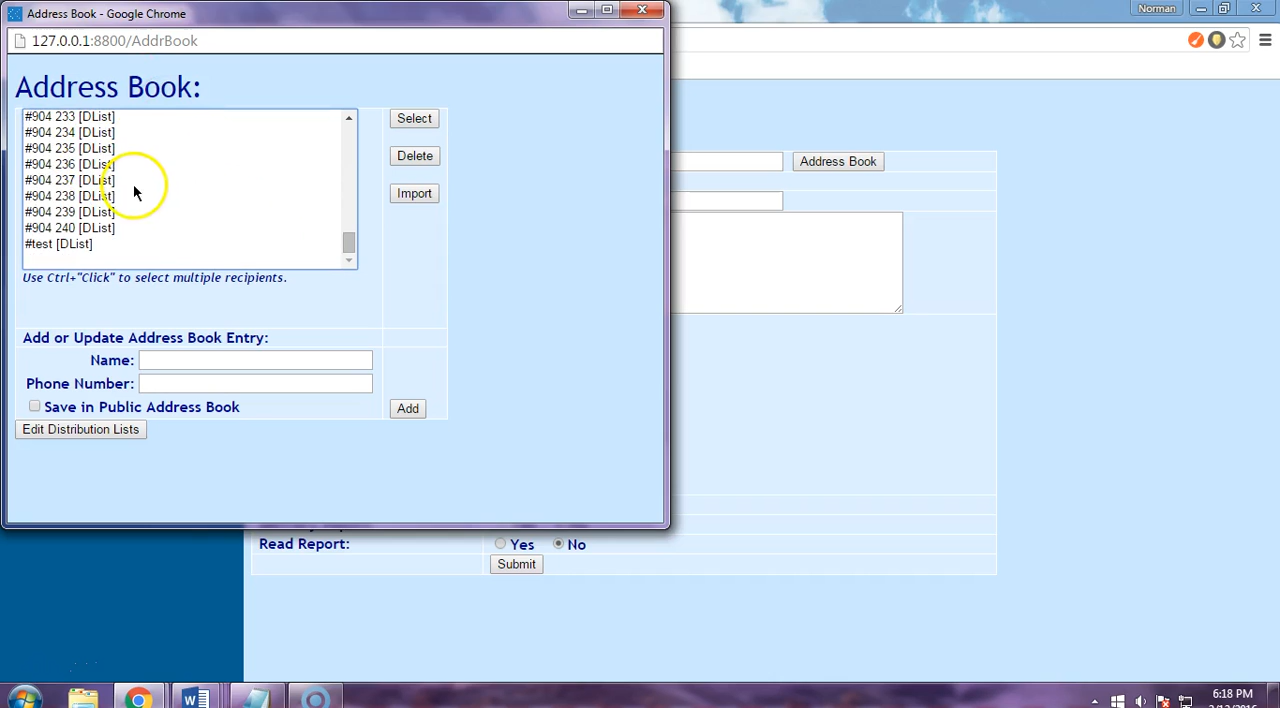 Address Book - Google Chrome
Norman
127.0.0.1:8800/AddrBook
Address Book:
#904 233 [DList]
#904 234 [DList]
#904 235 [DList]
#904 236 [DList]
#904 237 [DList]
#904 238 [DList]
#904 239 [DList]
#904 240 [DList]
#test [DList]
Select
Delete
Import
Address Book
Use Ctrl+"Click" to select multiple recipients.
Add or Update Address Book Entry:
Name:
Phone Number:
Save in Public Address Book
Add
Edit Distribution Lists
Read Report:
Yes
No
Submit
6:18 PM